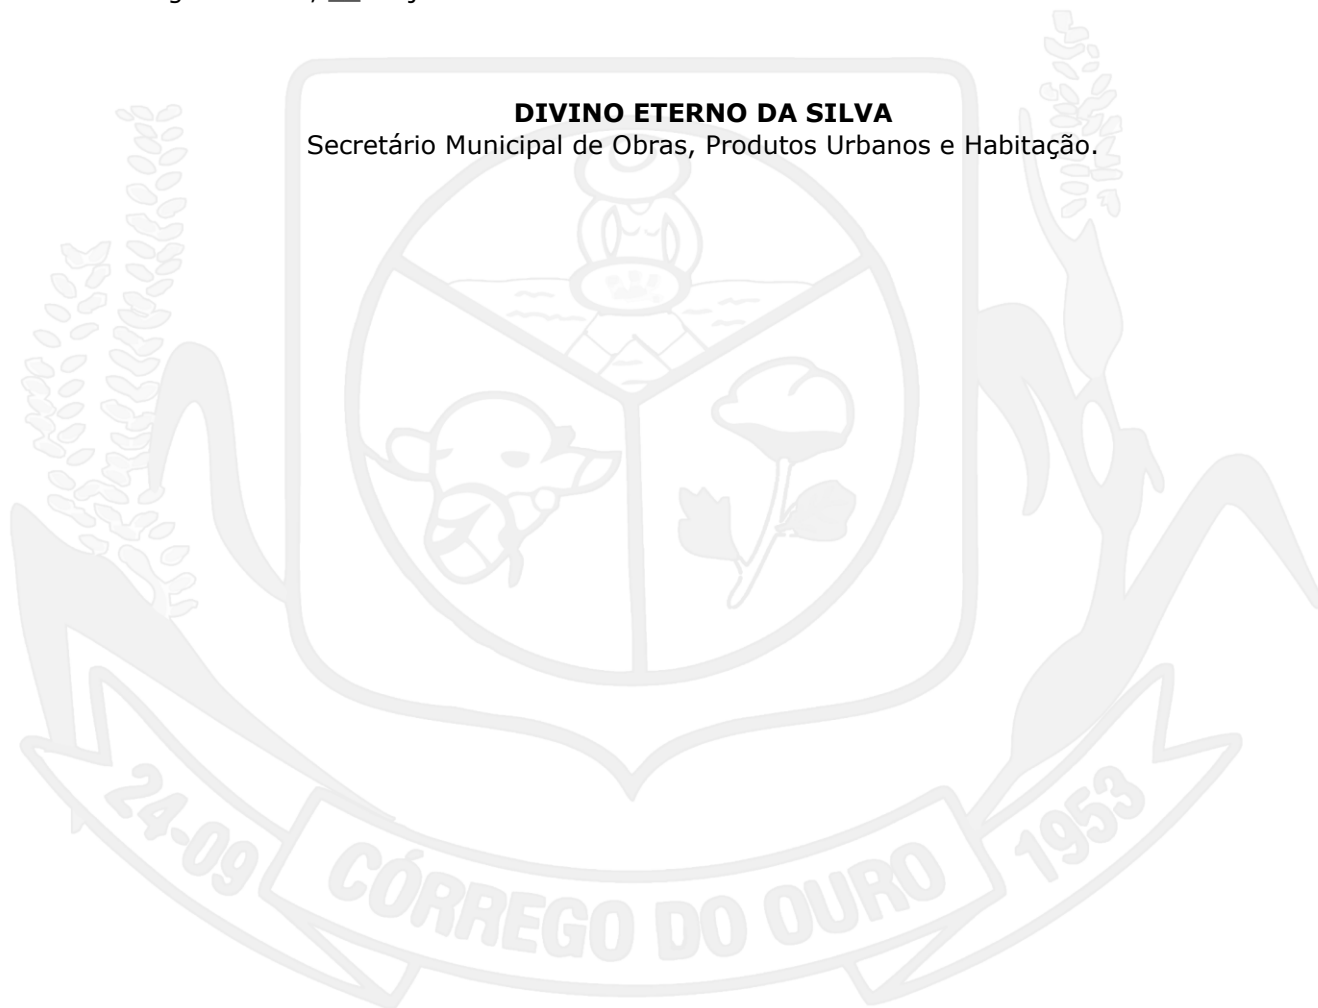 DIVINO ETERNO DA SILVA
Secretário Municipal de Obras, Produtos Urbanos e Habitação.
24-09
CÓRREGO DO OURO
1953